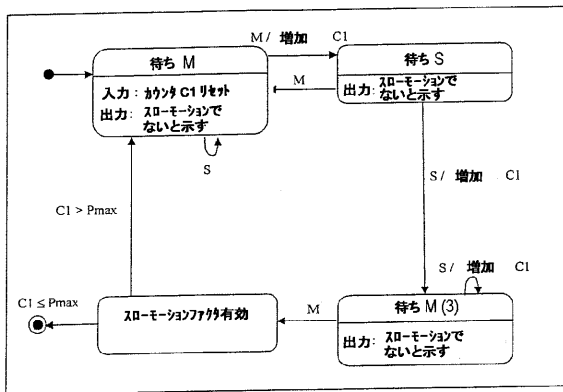 M / 増加 C1
待ち M
入力：カウンタ C1 リセット
出力：スローモーションで
ないと示す
待ち S
出力：スローモーションで
ないと示す
M
S
S / 増加 C1
C1 > Pmax
S / 増加 C1
C1 ≤ Pmax
スローモーションファクタ有効
M
待ち M (3)
出力：スローモーションで
ないと示す